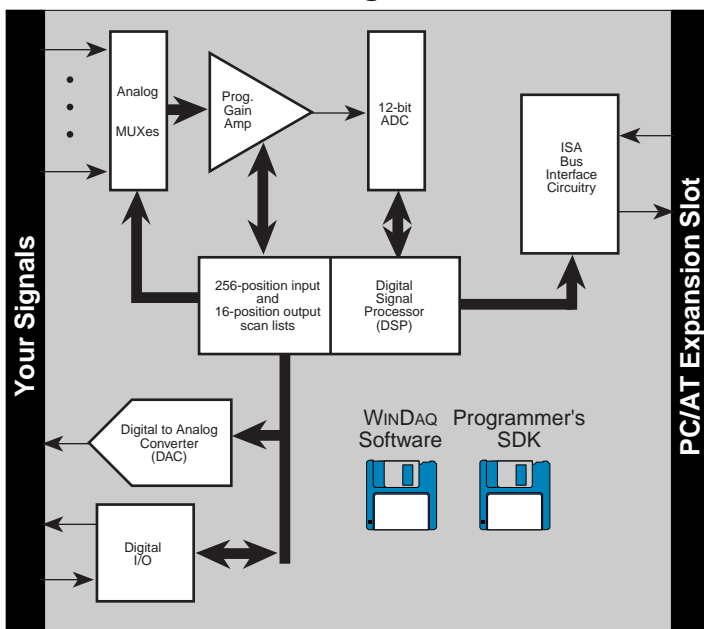 Your Signals
Analog
MUXes
Prog.
Gain
Amp
12-bit
ADC
ISA
Bus
Interface
Circuitry
256-position input
and
16-position output
scan lists
Digital
Signal
Processor
(DSP)
Digital to Analog
Converter
(DAC)
Digital
I/O
WINDAQ
Software
Programmer's
SDK
PC/AT Expansion Slot